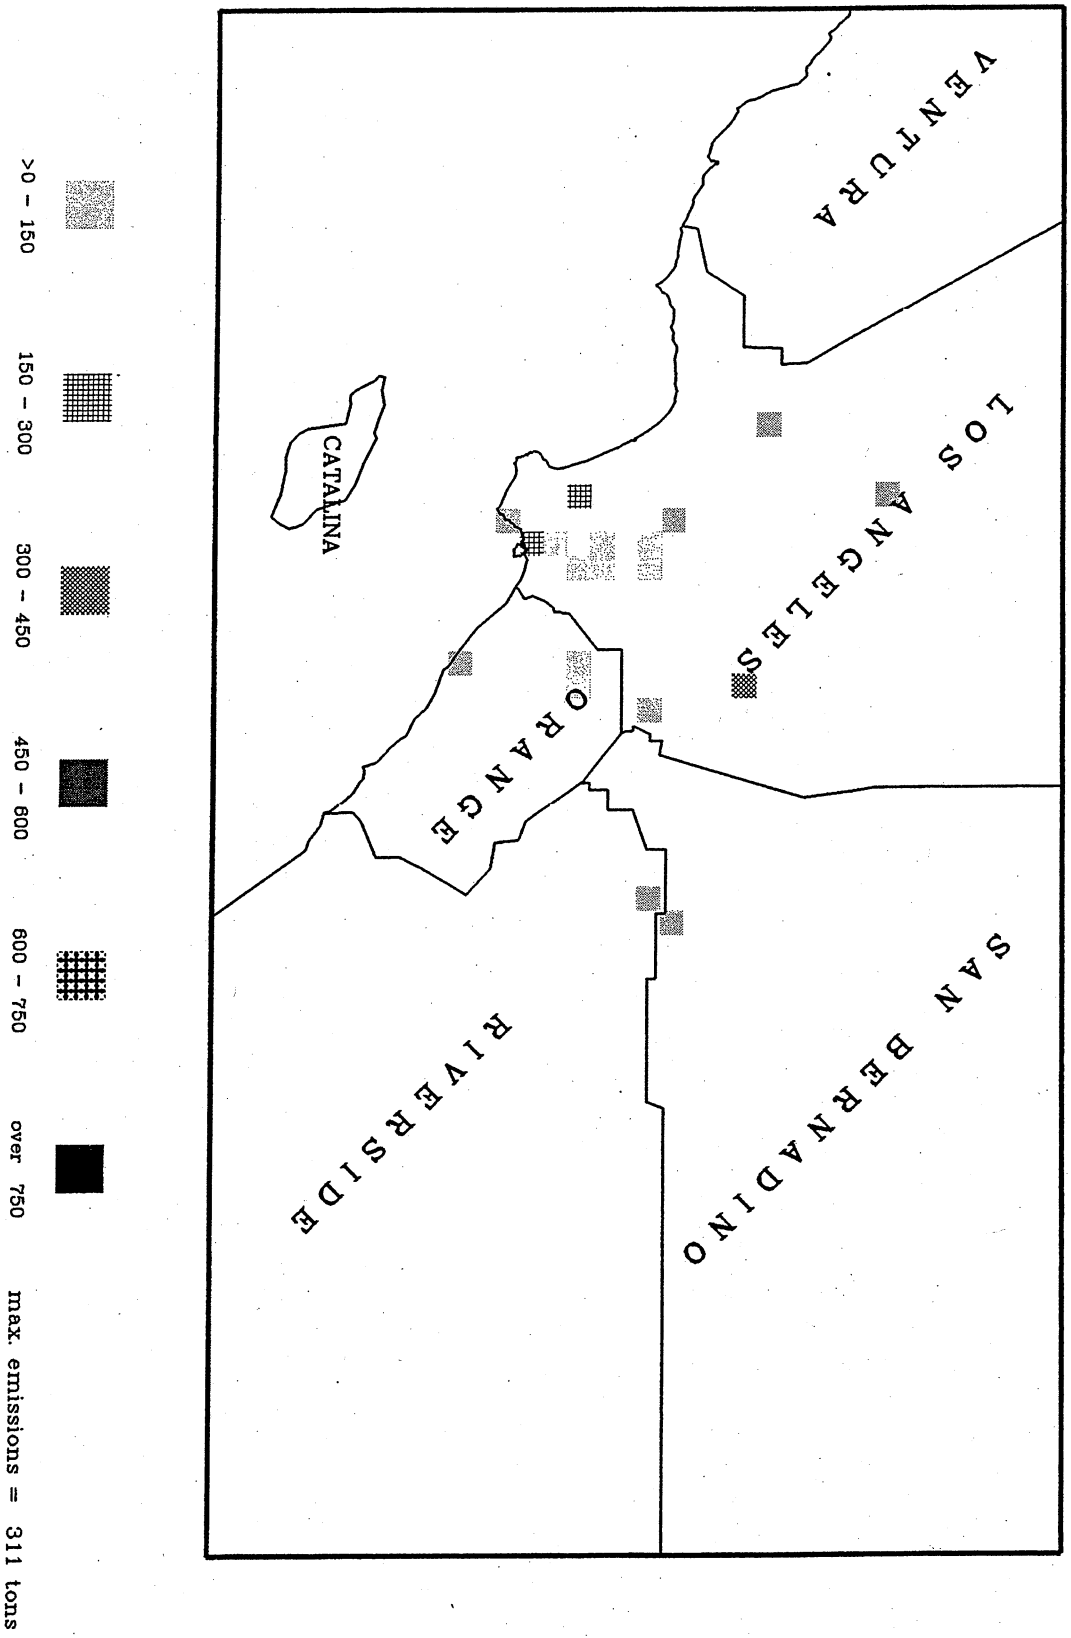 VENTURA
LOS ANGELES
SAN BERNADINO
ORANGE
RIVERSIDE
CATALINA
>0 - 150
150 - 300
300 - 450
450 - 600
600 - 750
over 750
max. emissions = 311 tons